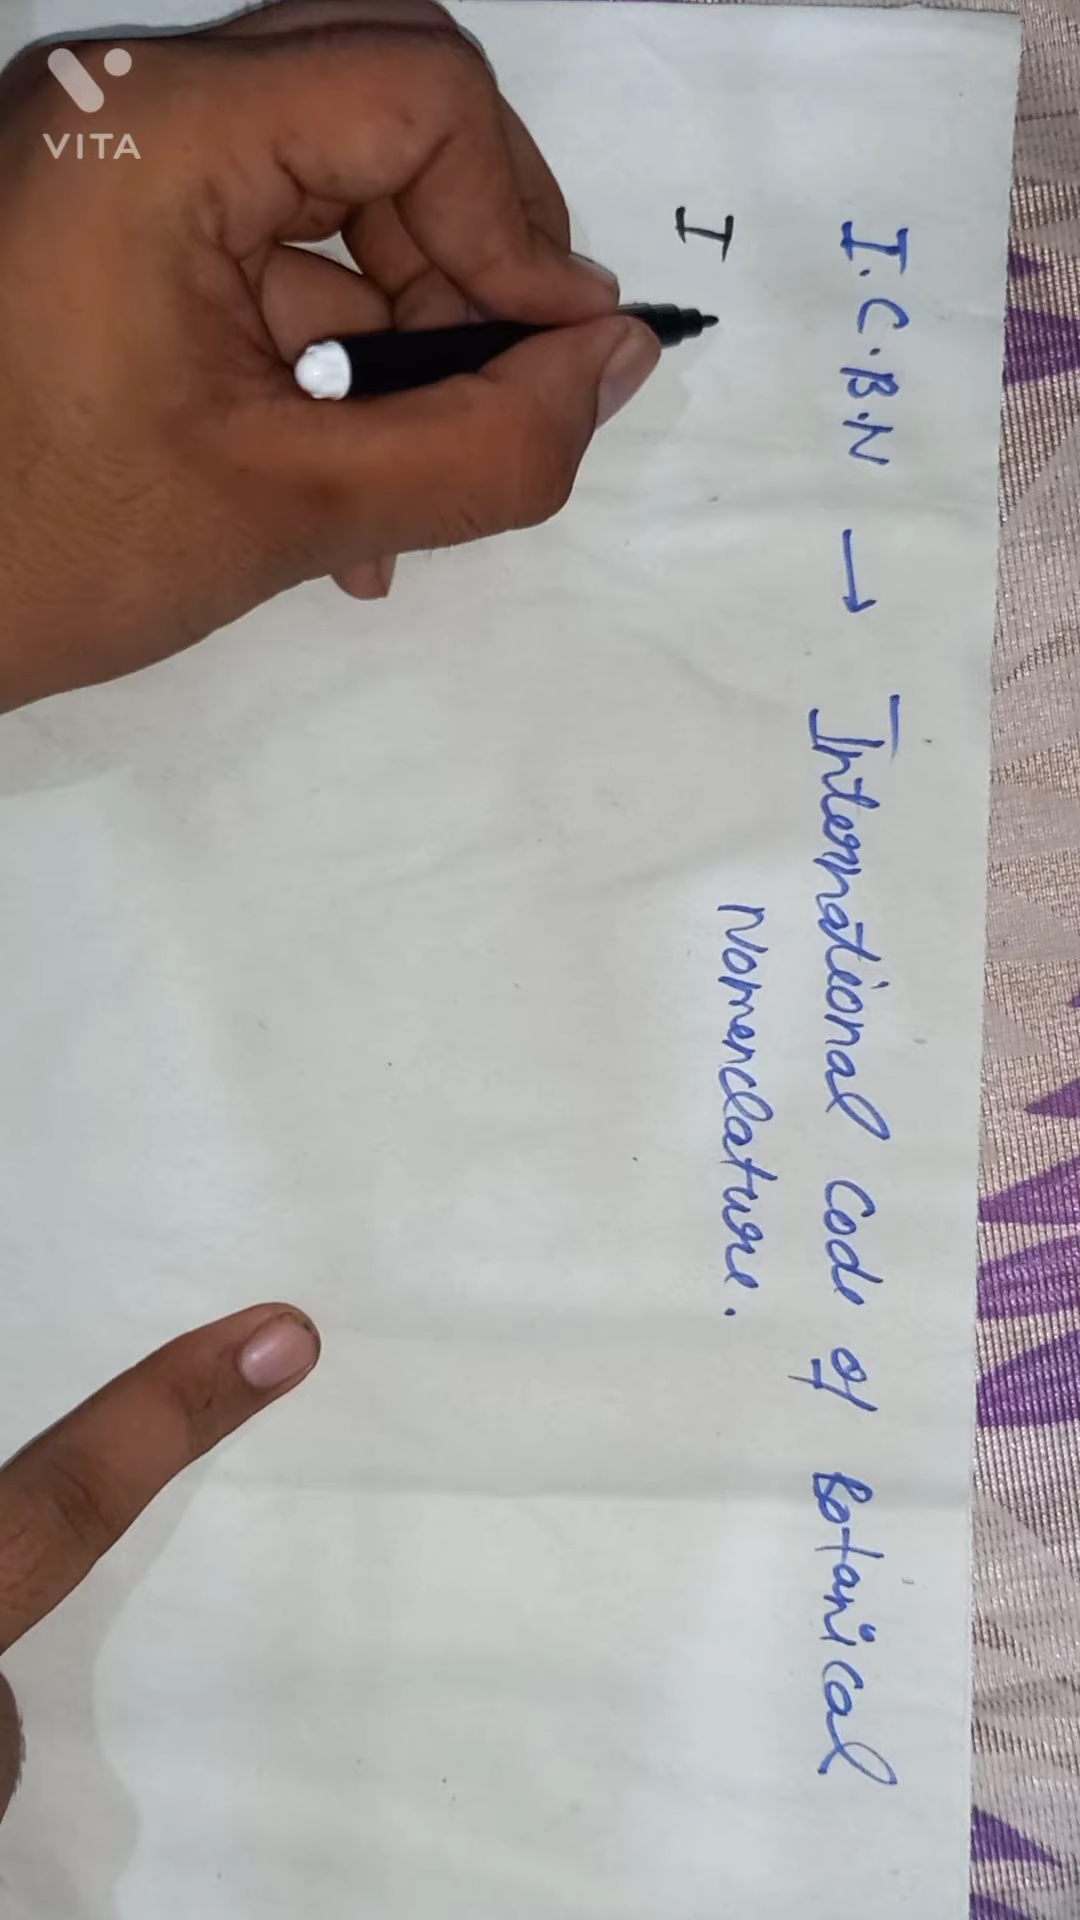 I.C.B.N → International Code of Botanical
Nomenclature.
I
VITA